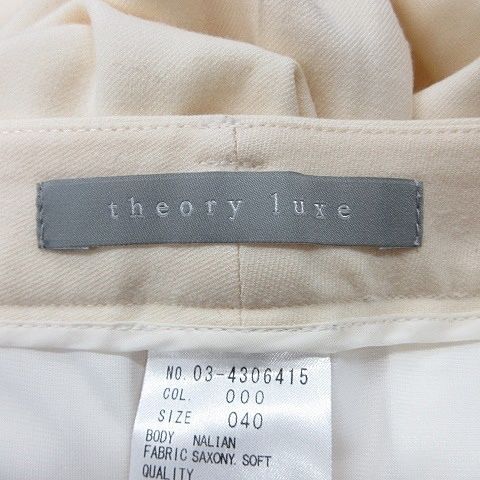 theory luxe
NO. 03-4306415
COL. 000
SIZE 040
BODY NALIAN
FABRIC SAXONY. SOFT
QUALITY